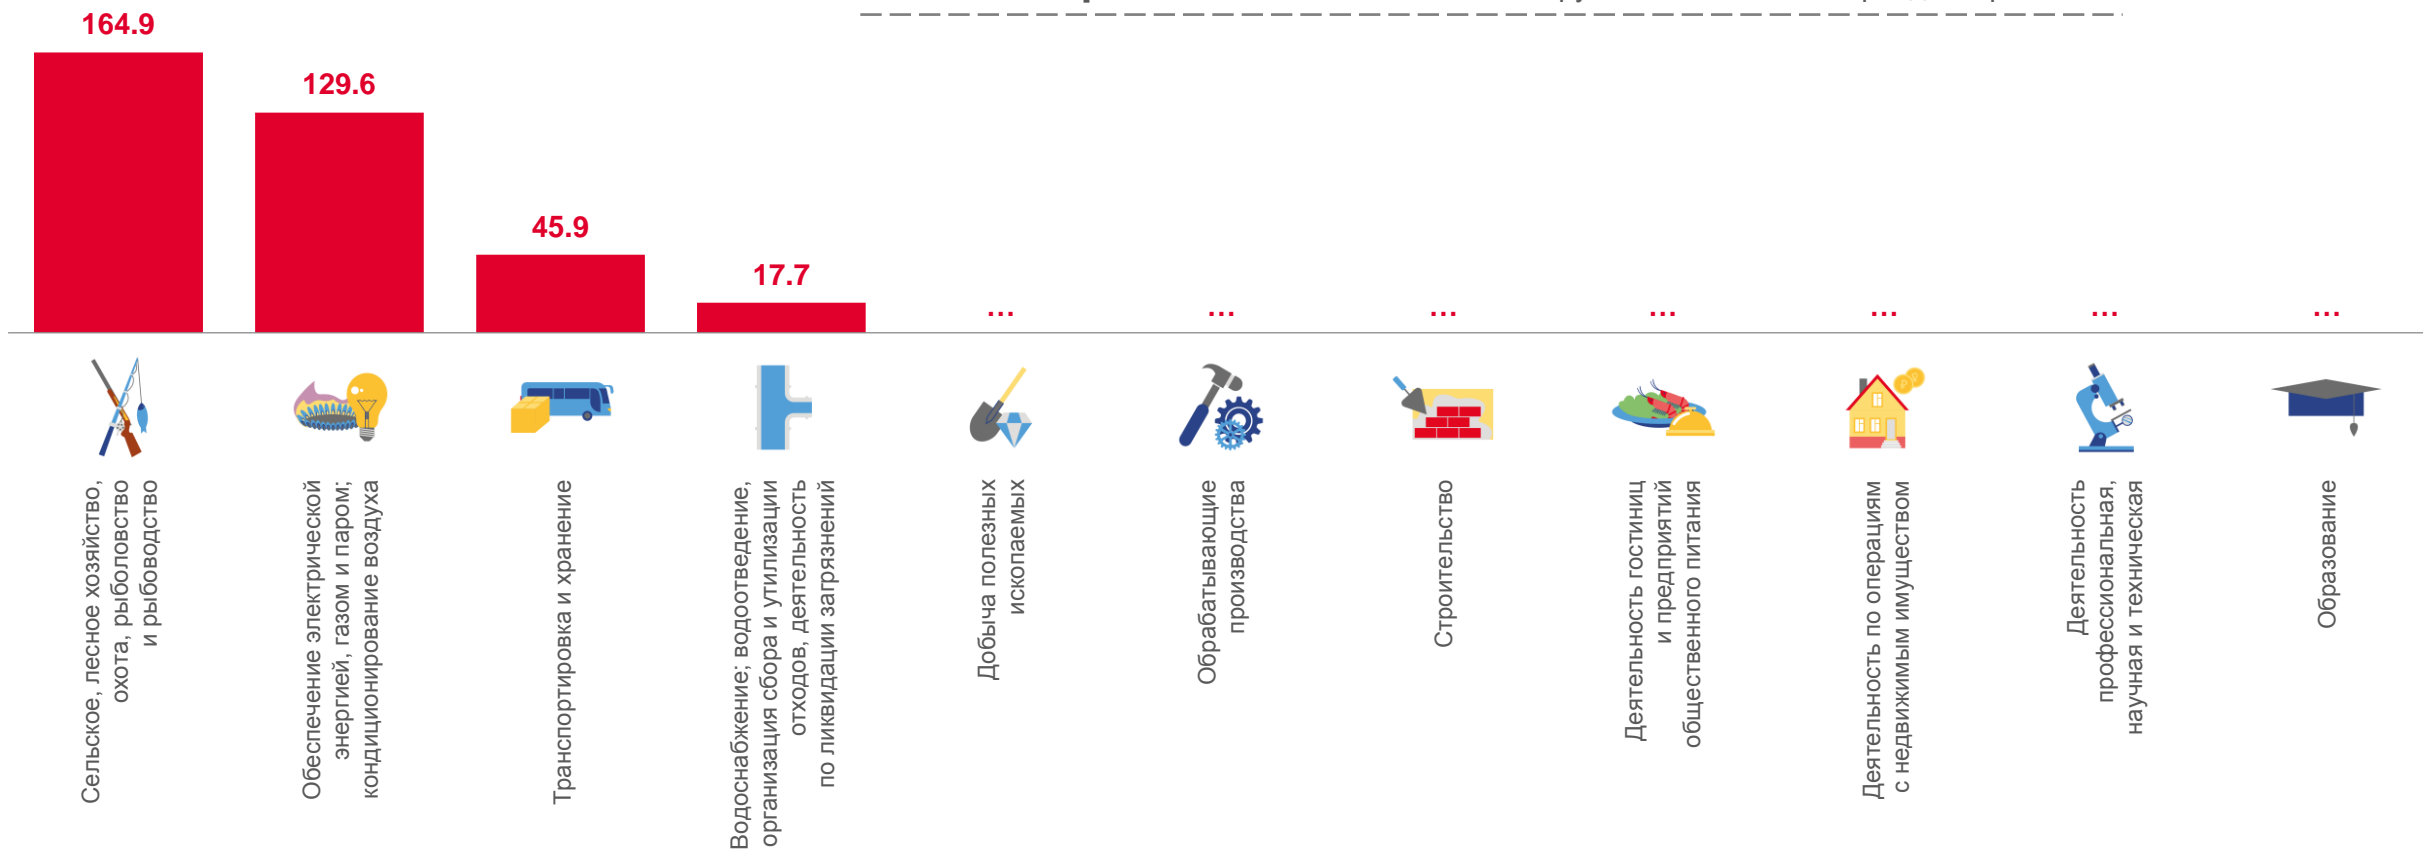 164.9
129.6
45.9
17.7
...
...
...
...
...
...
...
Сельское, лесное хозяйство,
охота, рыболовство
и рыбоводство
Обеспечение электрической
энергией, газом и паром;
кондиционирование воздуха
Транспортировка и хранение
Водоснабжение; водоотведение,
организация сбора и утилизации
отходов, деятельность
по ликвидации загрязнений
Добыча полезных
ископаемых
Обрабатывающие
производства
Строительство
Деятельность гостиниц
и предприятий
общественного питания
Деятельность по операциям
с недвижимым имуществом
Деятельность
профессиональная,
научная и техническая
Образование